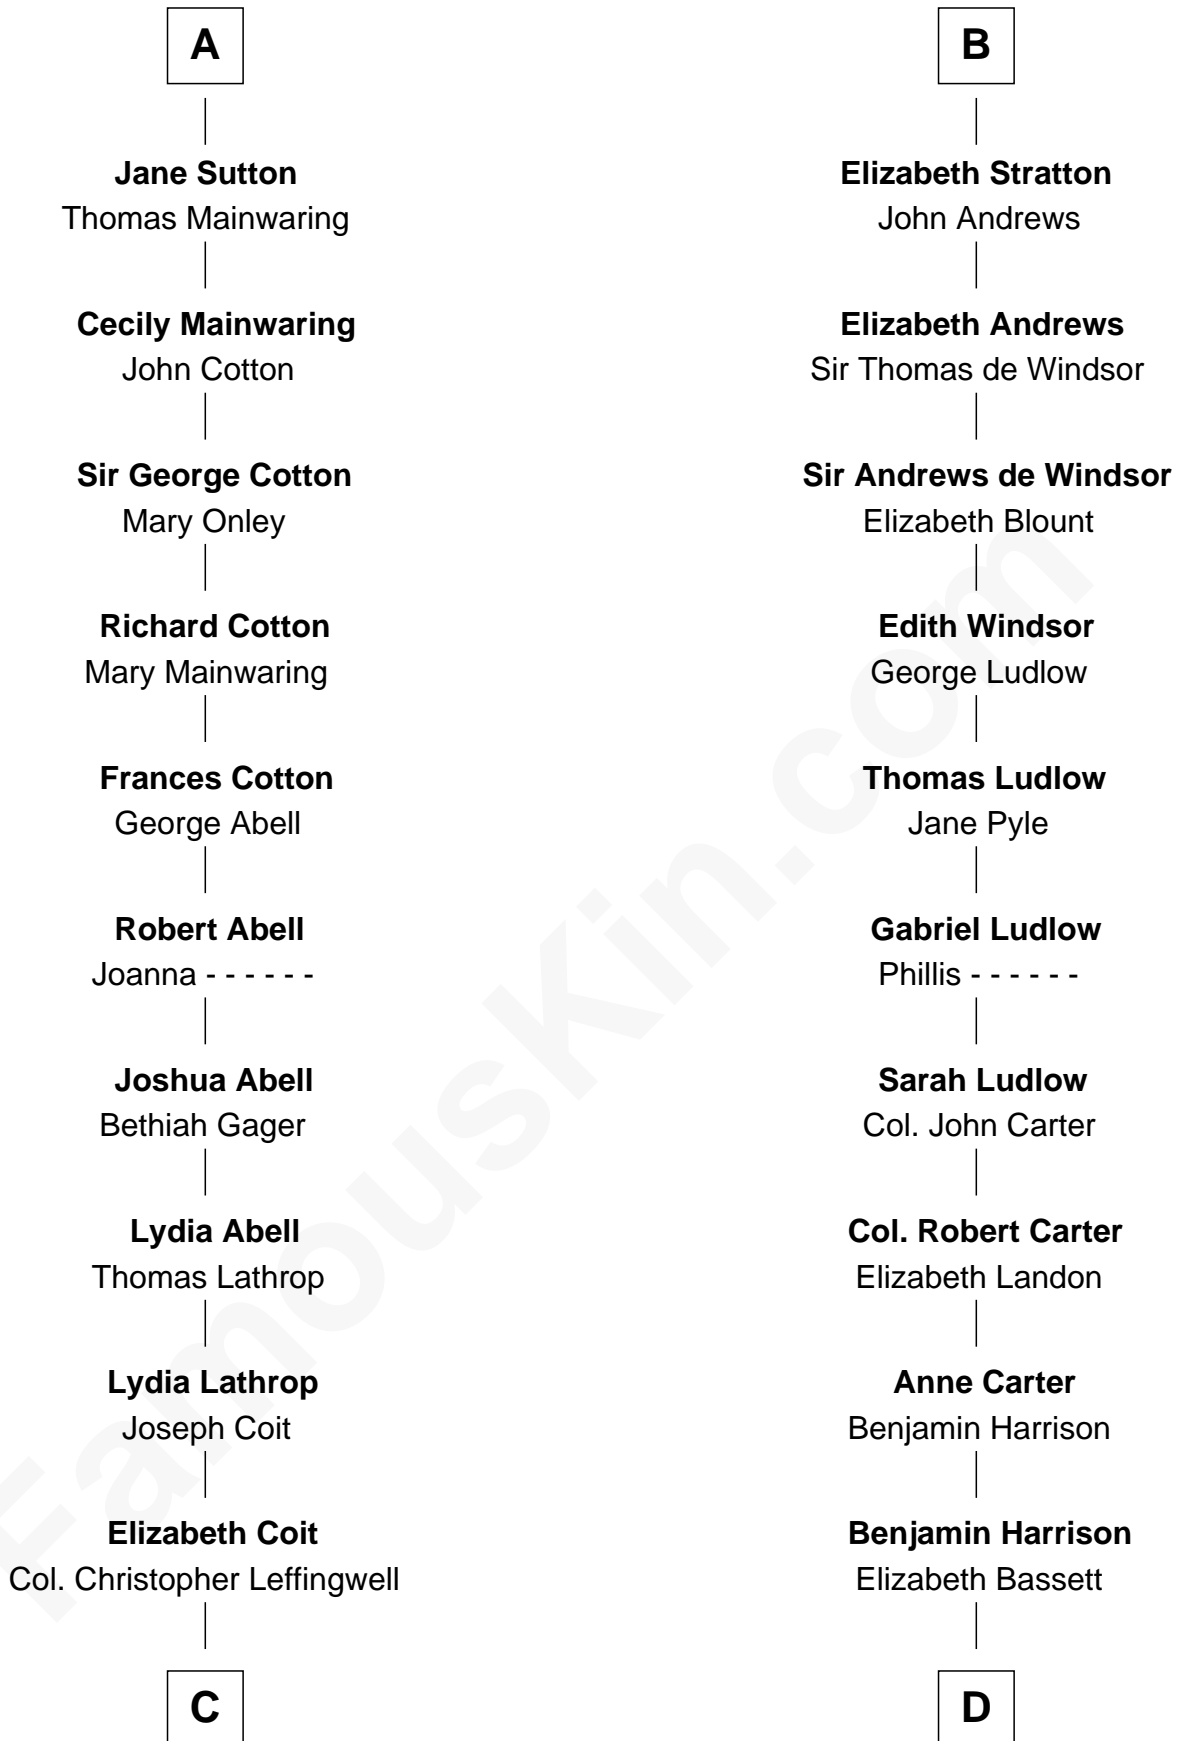 A
Jane Sutton
Thomas Mainwaring
Cecily Mainwaring
John Cotton
Sir George Cotton
Mary Onley
Richard Cotton
Mary Mainwaring
Frances Cotton
George Abell
Robert Abell
Joanna - - - - - -
Joshua Abell
Bethiah Gager
Lydia Abell
Thomas Lathrop
Lydia Lathrop
Joseph Coit
Elizabeth Coit
Col. Christopher Leffingwell
C
B
Elizabeth Stratton
John Andrews
Elizabeth Andrews
Sir Thomas de Windsor
Sir Andrews de Windsor
Elizabeth Blount
Edith Windsor
George Ludlow
Thomas Ludlow
Jane Pyle
Gabriel Ludlow
Phillis - - - - - -
Sarah Ludlow
Col. John Carter
Col. Robert Carter
Elizabeth Landon
Anne Carter
Benjamin Harrison
Benjamin Harrison
Elizabeth Bassett
D
FamousKin.com